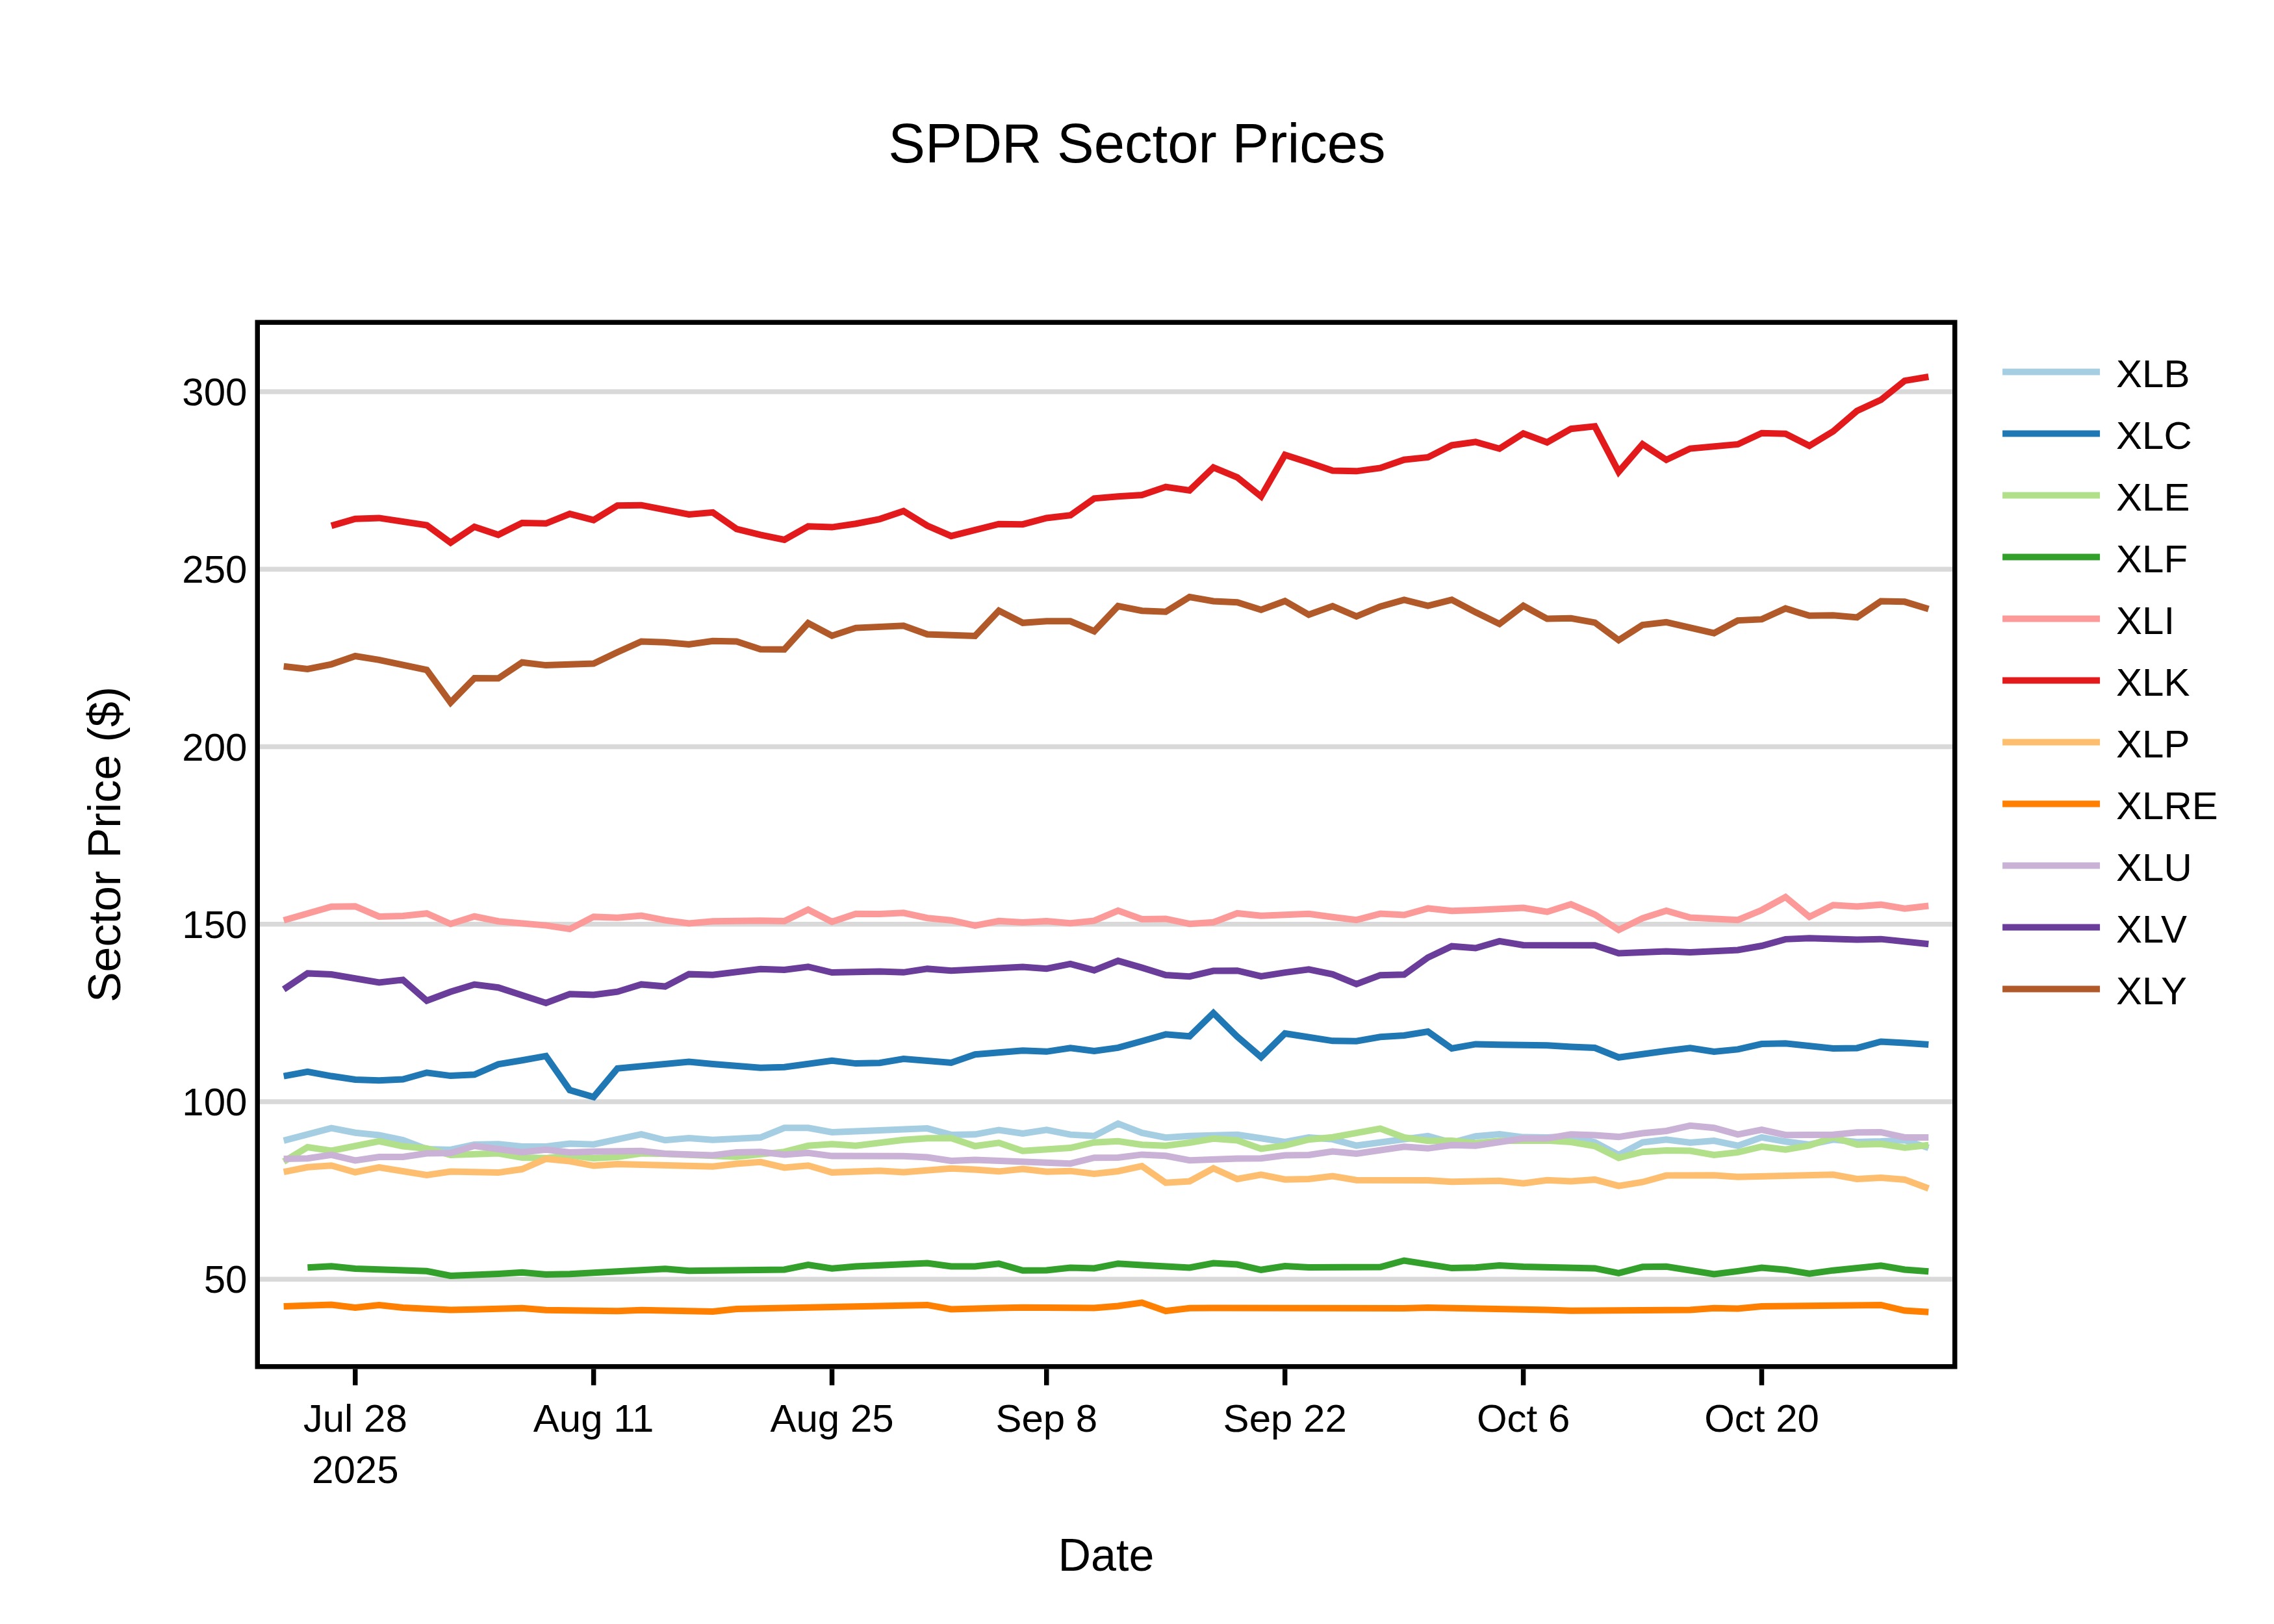 SPDR Sector Prices
Sector Price ($)
300
250
200
150
100
50
Jul 28
2025
Aug 11
Aug 25
Sep 8
Sep 22
Oct 6
Oct 20
Date
XLB
XLC
XLE
XLF
XLI
XLK
XLP
XLRE
XLU
XLV
XLY